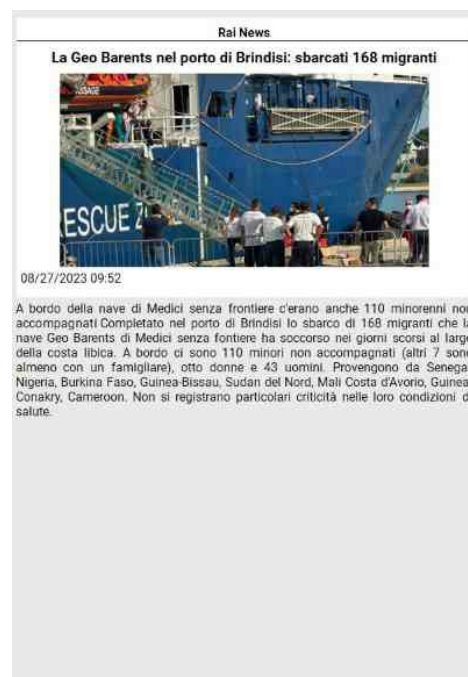 Rai News
La Geo Barents nel porto di Brindisi: sbarcati 168 migranti
SSAGE
ESCUE Z
08/27/2023 09:52
A bordo della nave di Medici senza frontiere c'erano anche 110 minorenni non
accompagnati Completato nel porto di Brindisi lo sbarco di 168 migranti che la
nave Geo Barents di Medici senza fontiere ha soccorso nei giorni scorsi al largo
della costa libica. A bordo ci sono 110 minori non accompagnati (altri 7 sono
almeno con un famigliare), otto donne e 43 uomini. Provengono da Senegal
Nigeria, Burkina Faso, Guinea-Bissau, Sudan del Nord, Mali Costa d'Avorio, Guinea
Conakry, Cameroon. Non si registrano particolari criticità nelle loro condizioni d
salute.